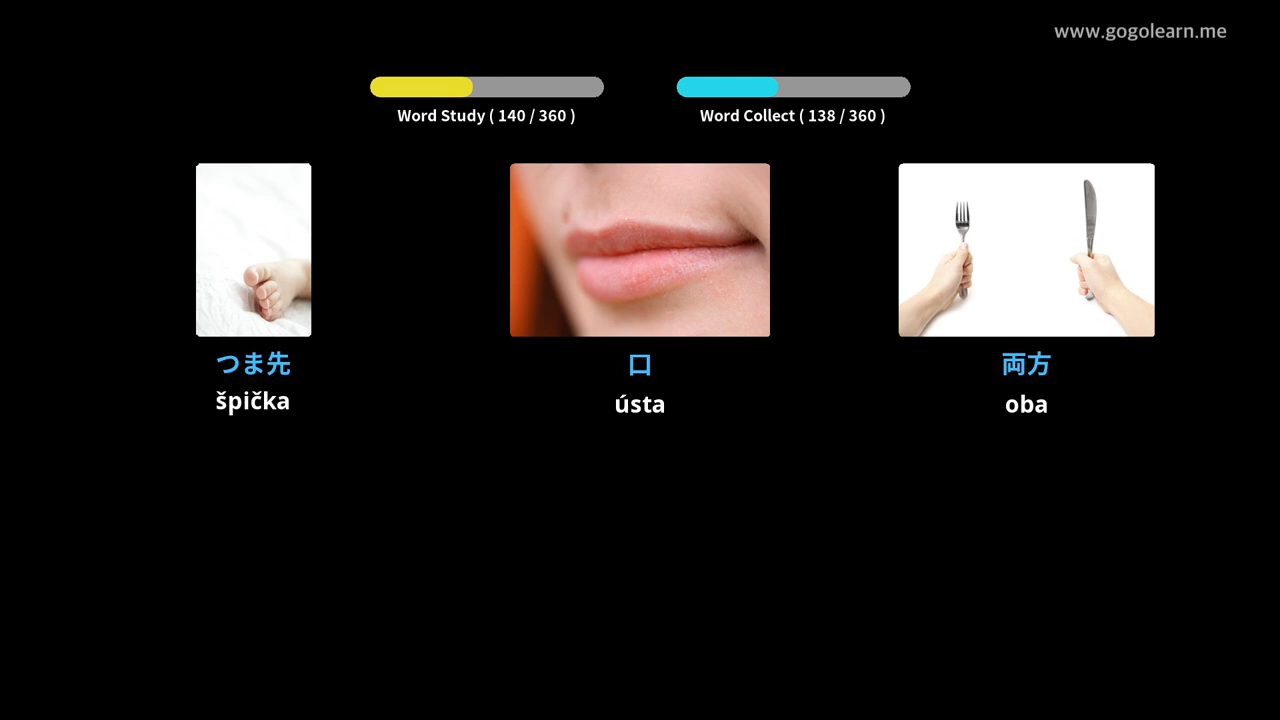 www.gogolearn.me
Word Study ( 140 / 360 )
Word Collect ( 138 / 360 )
つま先
špička
口
ústa
両方
oba